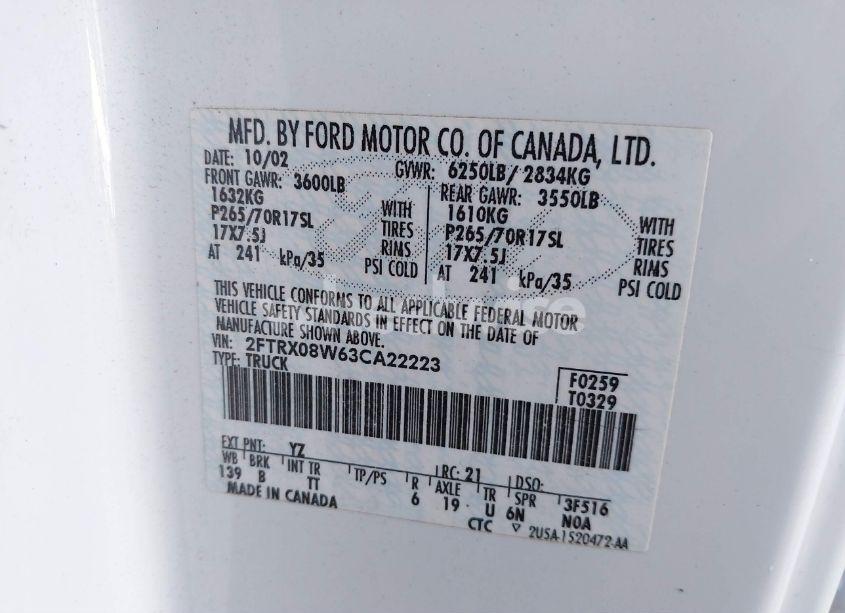 MFD. BY FORD MOTOR CO. OF CANADA, LTD.
DATE: 10/02 GVWR: 6250LB / 2834KG
FRONT GAWR: 3600LB REAR GAWR: 3550LB
1632KG WITH 1610KG WITH
P265/70R17SL TIRES P265/70R17SL TIRES
17X7.5J RIMS 17X7.5J RIMS
AT 241 kPa/35 PSI COLD AT 241 kPa/35 PSI COLD
THIS VEHICLE CONFORMS TO ALL APPLICABLE FEDERAL MOTOR
VEHICLE SAFETY STANDARDS IN EFFECT ON THE DATE OF
MANUFACTURE SHOWN ABOVE.
VIN: 2FTRX08W63CA22223
TYPE: TRUCK
F0259
T0329
EXT PNT: YZ RC: 21 DSO:
WB BRK INT TR TP/PS R AXLE TR SPR 3F516
139 B TT 6 19 U 6N N0A
MADE IN CANADA CTC ▽ 2U5A-1520472-AA